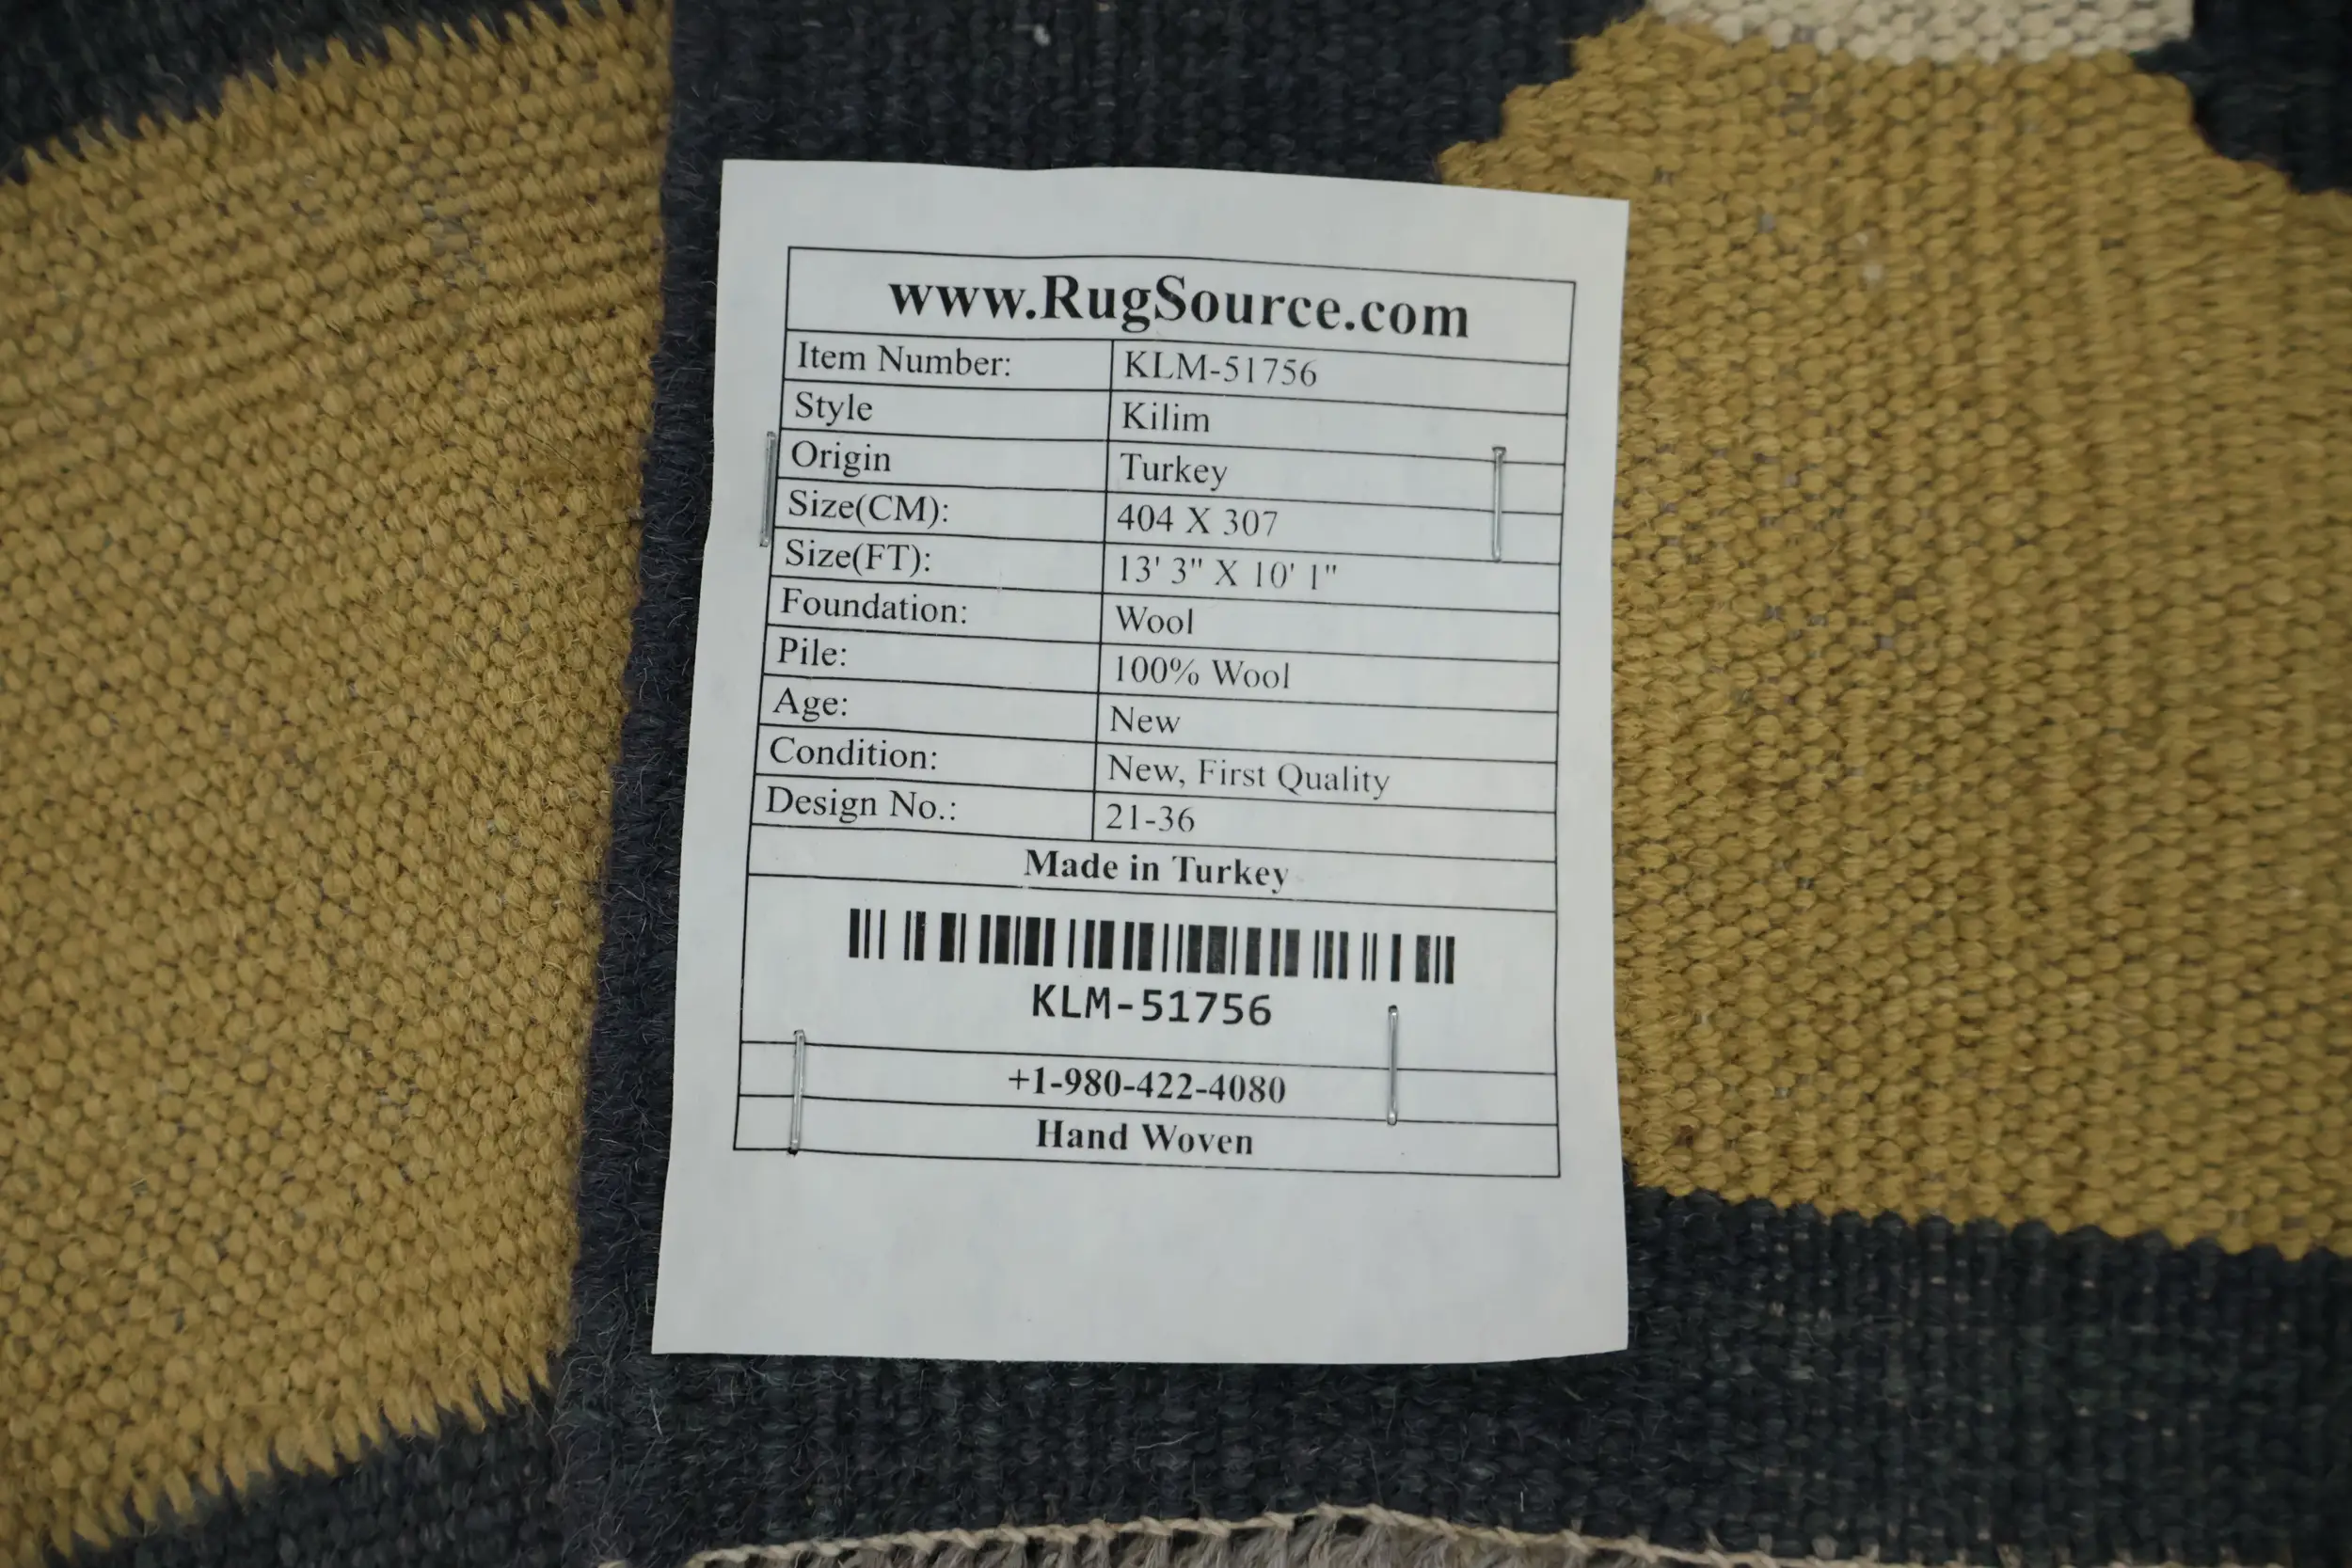 www.RugSource.com
Item Number: KLM-51756
Style Kilim
Origin Turkey
Size(CM): 404 X 307
Size(FT): 13' 3" X 10' 1"
Foundation: Wool
Pile: 100% Wool
Age: New
Condition: New, First Quality
Design No.: 21-36
Made in Turkey
KLM-51756
+1-980-422-4080
Hand Woven